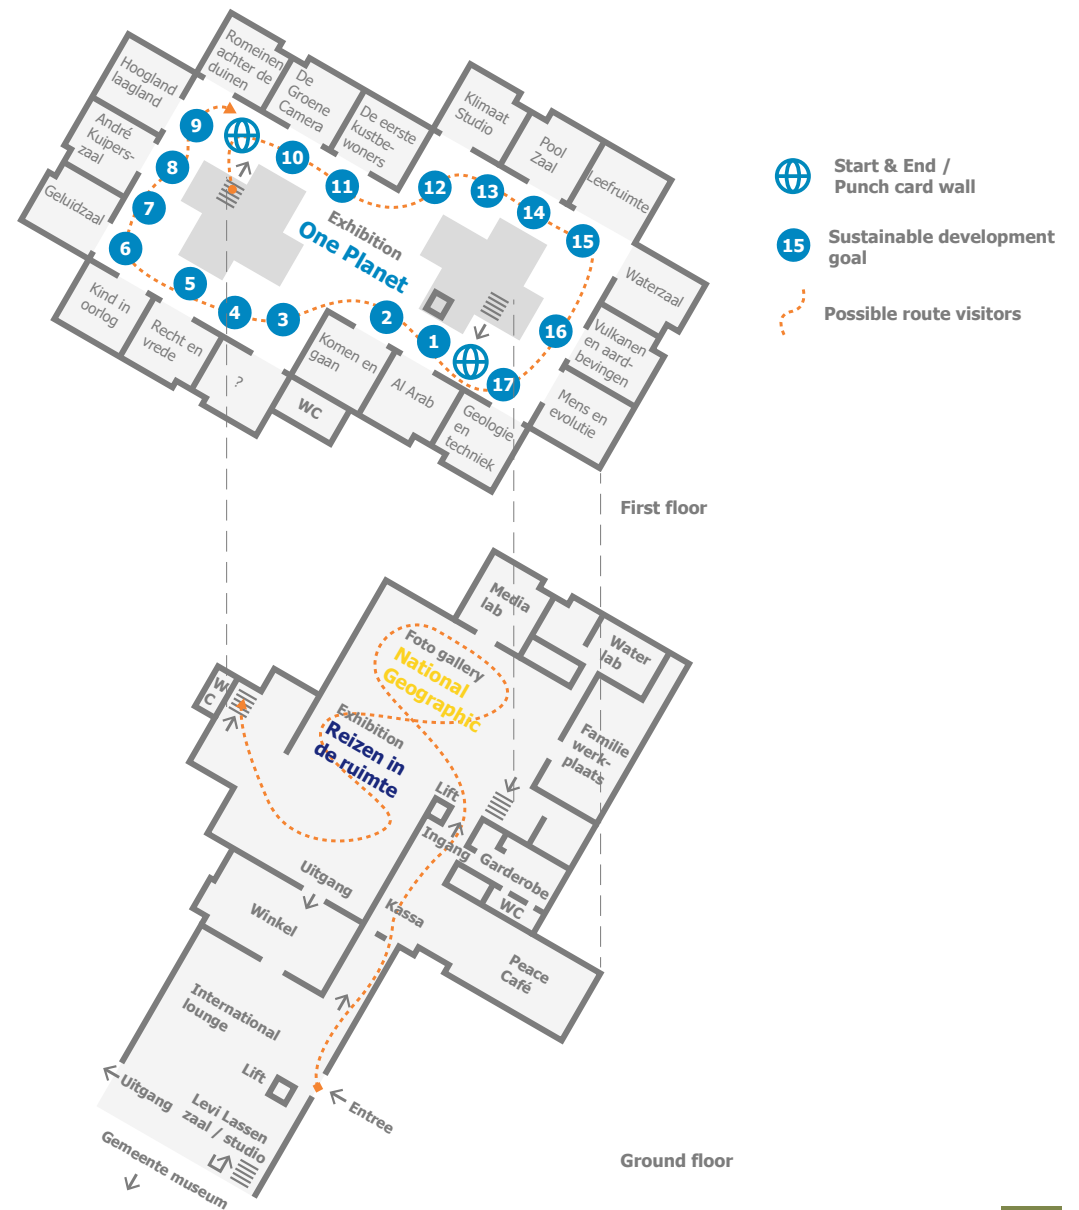 Romeinen
achter de
duinen
Hoogland
laagland
De
Groene
Camera
De eerste
kustbe-
woners
Klimaat
Studio
Pool
Zaal
Leefruimte
André
Kuipers-
zaal
Geluidzaal
9
10
11
12
13
14
15
8
7
6
5
4
3
2
1
16
17
Exhibition
One Planet
Waterzaal
Vulkanen
en aard-
bevingen
Mens en
evolutie
Kind in
oorlog
Recht en
vrede
?
WC
Komen en
gaan
Al Arab
Geologie
en
techniek
Start & End /
Punch card wall
15
Sustainable development
goal
Possible route visitors
First floor
Media
lab
Water
lab
Foto gallery
National
Geographic
W
C
Exhibition
Reizen in
de ruimte
Familie
werk-
plaats
Lift
Ingang
Garderobe
WC
Uitgang
Kassa
Winkel
Peace
Café
International
lounge
Lift
Uitgang
Levi Lassen
zaal / studio
Entree
Gemeente museum
Ground floor